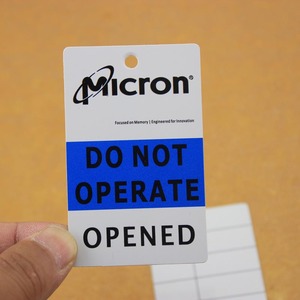 Micron®
Focused on Memory | Engineered for Innovation
DO NOT
OPERATE
OPENED